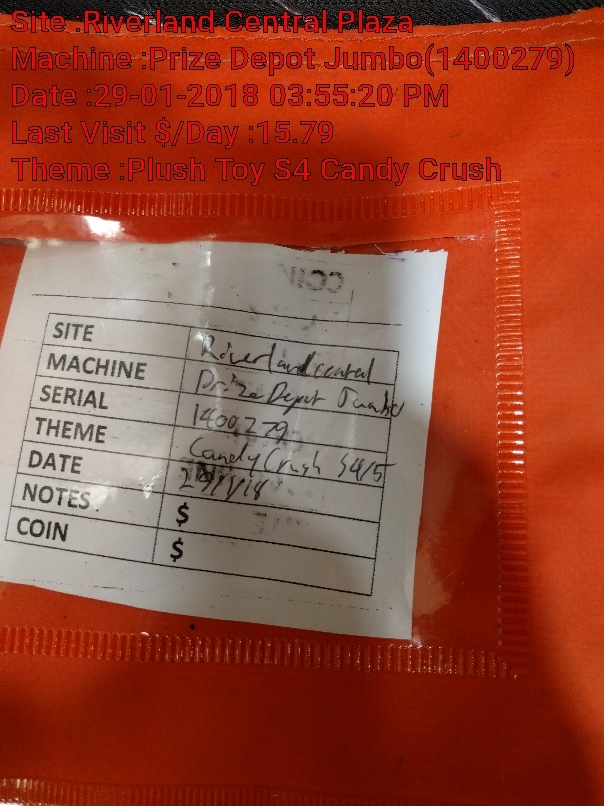 Site :Riverland Central Plaza
Machine :Prize Depot Jumbo(1400279)
Date :29-01-2018 03:55:20 PM
Last Visit $/Day :15.79
Theme :Plush Toy S4 Candy Crush
SITE Riverland central
MACHINE Prize Depot Jumbo
SERIAL 1400279
THEME Candy Crush S4/5
DATE 29/1/18
NOTES $
COIN $